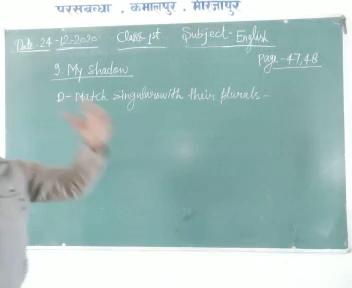 परसबन्धा , कमालपुर , मीरजापुर
Date-24-12-2020 Class-1st Subject-English
Page-47,48
9. My Shadow
D- Match singulars with their plurals-